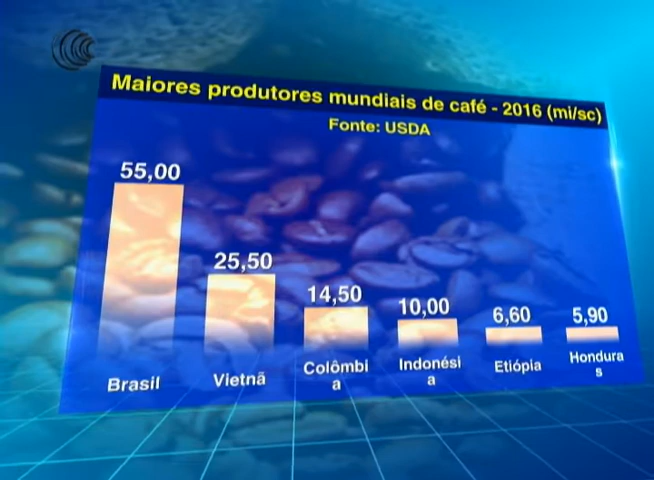 Maiores produtores mundiais de café - 2016 (mi/sc)
Fonte: USDA
55,00
25,50
14,50
10,00
6,60
5,90
Brasil
Vietnã
Colômbi
a
Indonési
a
Etiópia
Hondura
s